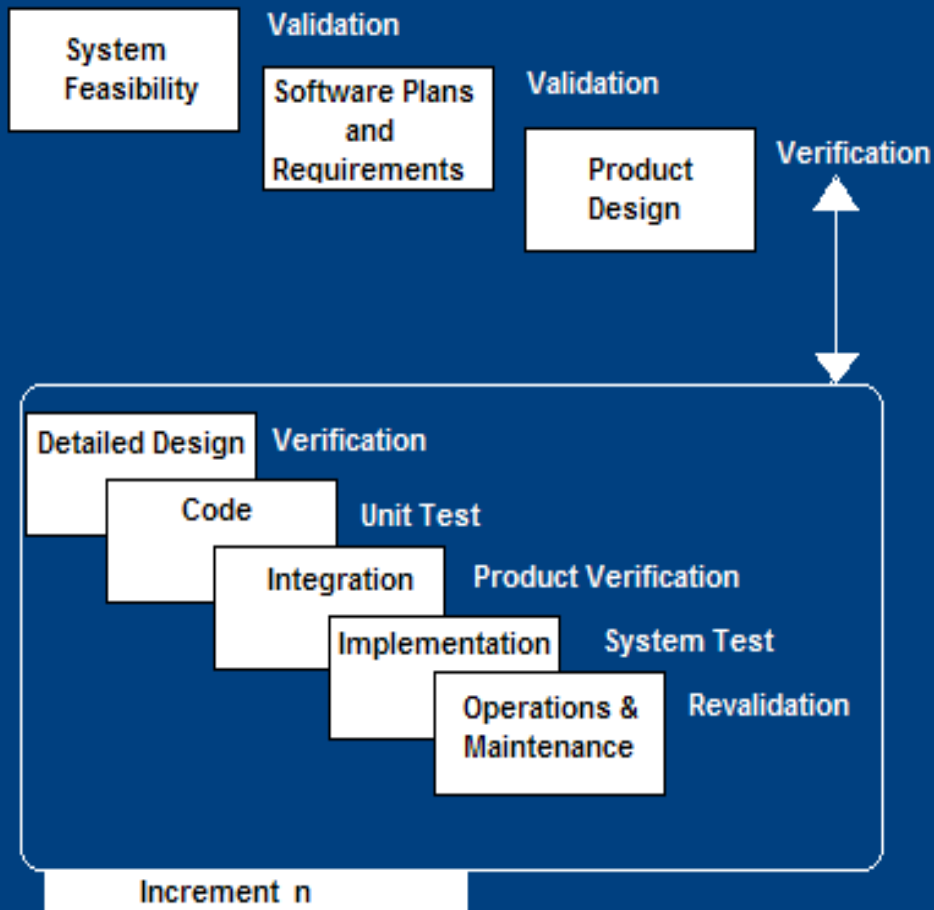 System
Feasibility
Validation
Software Plans
and
Requirements
Validation
Product
Design
Verification
Detailed Design
Verification
Code
Unit Test
Integration
Product Verification
Implementation
System Test
Operations &
Maintenance
Revalidation
Increment n